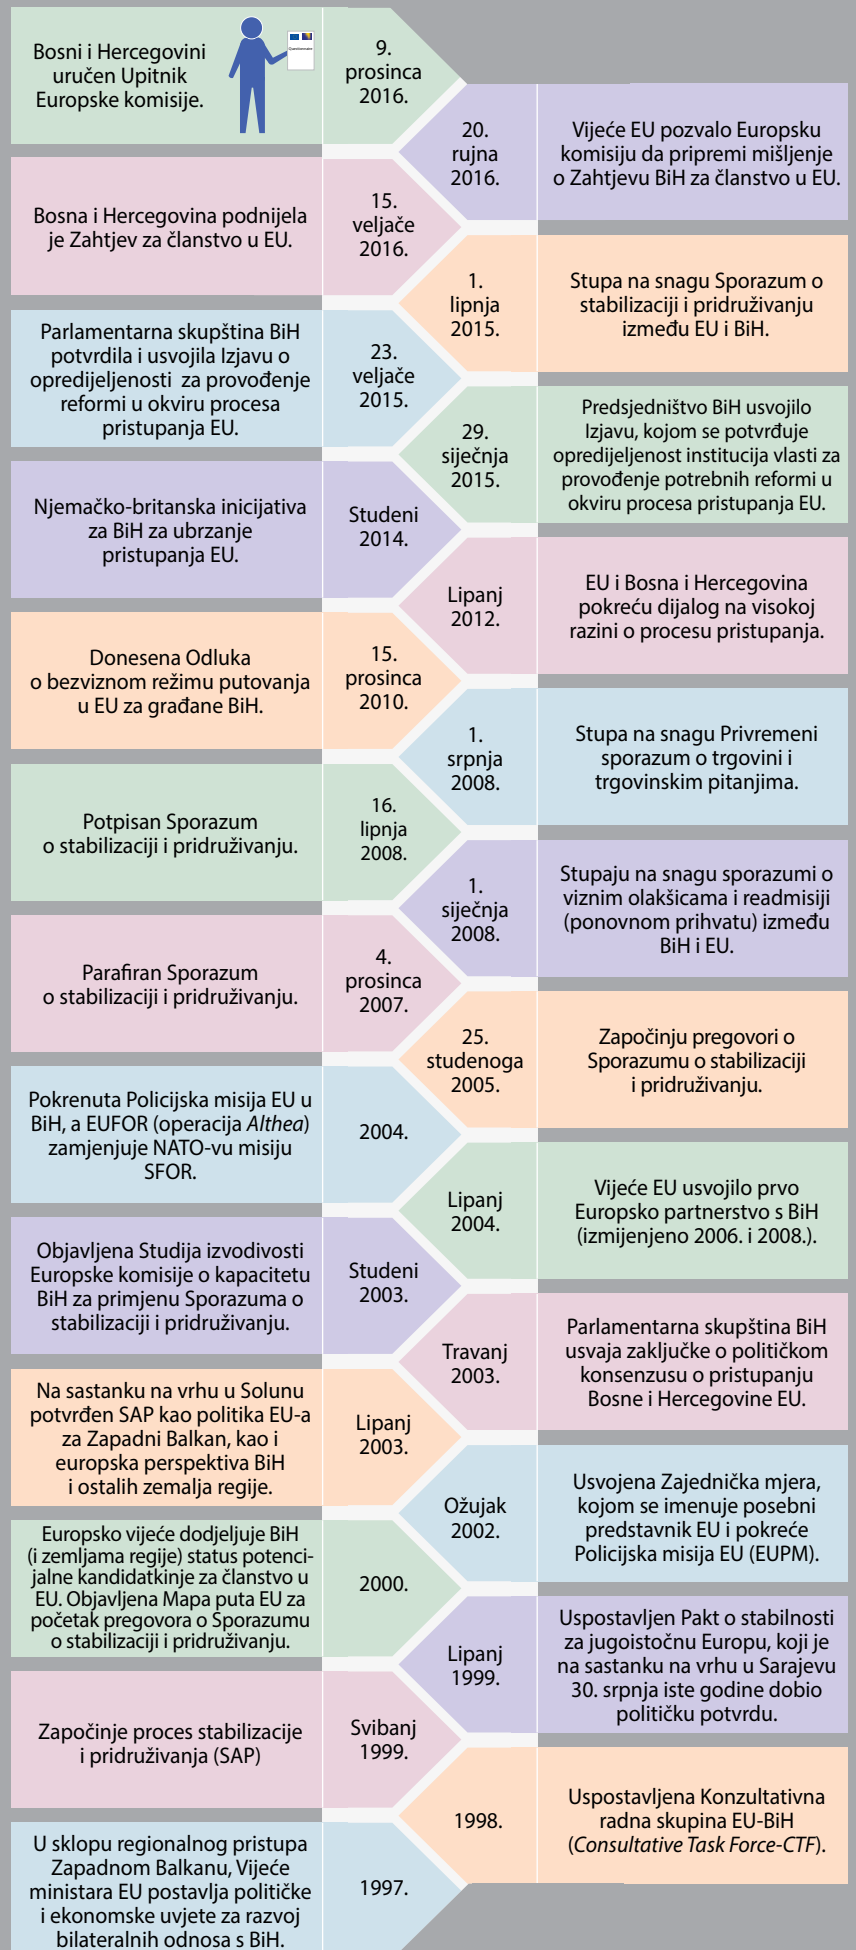 Bosni i Hercegovini
uručen Upitnik
Europske komisije.
Questionnaire
9.
prosinca
2016.
20.
rujna
2016.
Vijeće EU pozvalo Europsku
komisiju da pripremi mišljenje
o Zahtjevu BiH za članstvo u EU.
Bosna i Hercegovina podnijela
je Zahtjev za članstvo u EU.
15.
veljače
2016.
1.
lipnja
2015.
Stupa na snagu Sporazum o
stabilizaciji i pridruživanju
između EU i BiH.
Parlamentarna skupština BiH
potvrdila i usvojila Izjavu o
opredijeljenosti za provođenje
reformi u okviru procesa
pristupanja EU.
23.
veljače
2015.
29.
siječnja
2015.
Predsjedništvo BiH usvojilo
Izjavu, kojom se potvrđuje
opredijeljenost institucija vlasti za
provođenje potrebnih reformi u
okviru procesa pristupanja EU.
Njemačko-britanska inicijativa
za BiH za ubrzanje
pristupanja EU.
Studeni
2014.
Lipanj
2012.
EU i Bosna i Hercegovina
pokreću dijalog na visokoj
razini o procesu pristupanja.
Donesena Odluka
o bezviznom režimu putovanja
u EU za građane BiH.
15.
prosinca
2010.
1.
srpnja
2008.
Stupa na snagu Privremeni
sporazum o trgovini i
trgovinskim pitanjima.
Potpisan Sporazum
o stabilizaciji i pridruživanju.
16.
lipnja
2008.
1.
siječnja
2008.
Stupaju na snagu sporazumi o
viznim olakšicama i readmisiji
(ponovnom prihvatu) između
BiH i EU.
Parafiran Sporazum
o stabilizaciji i pridruživanju.
4.
prosinca
2007.
25.
studenoga
2005.
Započinju pregovori o
Sporazumu o stabilizaciji
i pridruživanju.
Pokrenuta Policijska misija EU u
BiH, a EUFOR (operacija Althea)
zamjenjuje NATO-vu misiju
SFOR.
2004.
Lipanj
2004.
Vijeće EU usvojilo prvo
Europsko partnerstvo s BiH
(izmijenjeno 2006. i 2008.).
Objavljena Studija izvodivosti
Europske komisije o kapacitetu
BiH za primjenu Sporazuma o
stabilizaciji i pridruživanju.
Studeni
2003.
Travanj
2003.
Parlamentarna skupština BiH
usvaja zaključke o političkom
konsenzusu o pristupanju
Bosne i Hercegovine EU.
Na sastanku na vrhu u Solunu
potvrđen SAP kao politika EU-a
za Zapadni Balkan, kao i
europska perspektiva BiH
i ostalih zemalja regije.
Lipanj
2003.
Ožujak
2002.
Usvojena Zajednička mjera,
kojom se imenuje posebni
predstavnik EU i pokreće
Policijska misija EU (EUPM).
Europsko vijeće dodjeljuje BiH
(i zemljama regije) status potenci-
jalne kandidatkinje za članstvo u
EU. Objavljena Mapa puta EU za
početak pregovora o Sporazumu
o stabilizaciji i pridruživanju.
2000.
Lipanj
1999.
Uspostavljen Pakt o stabilnosti
za jugoistočnu Europu, koji je
na sastanku na vrhu u Sarajevu
30. srpnja iste godine dobio
političku potvrdu.
Započinje proces stabilizacije
i pridruživanja (SAP)
Svibanj
1999.
1998.
Uspostavljena Konzultativna
radna skupina EU-BiH
(Consultative Task Force-CTF).
U sklopu regionalnog pristupa
Zapadnom Balkanu, Vijeće
ministara EU postavlja političke
i ekonomske uvjete za razvoj
bilateralnih odnosa s BiH.
1997.